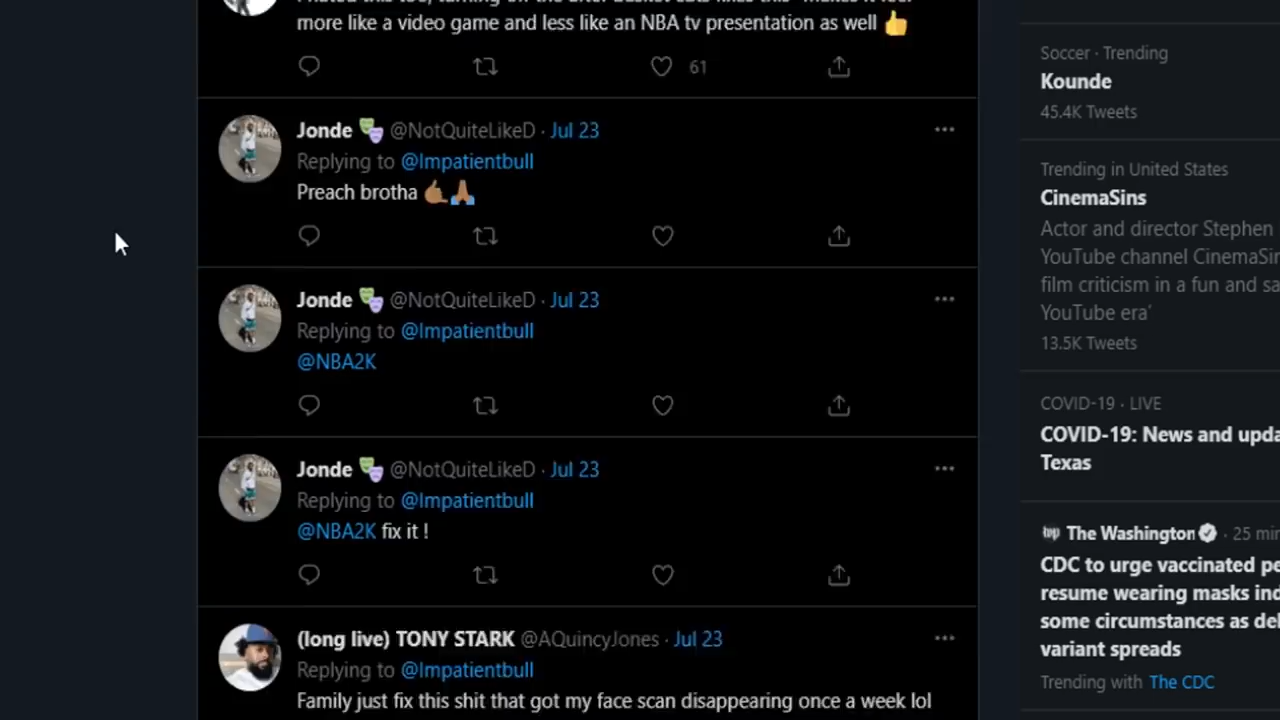 more like a video game and less like an NBA tv presentation as well 👍
61
Jonde 🎭 @NotQuiteLikeD · Jul 23
Replying to @Impatientbull
Preach brotha 🤙🏽🙏🏽
Jonde 🎭 @NotQuiteLikeD · Jul 23
Replying to @Impatientbull
@NBA2K
Jonde 🎭 @NotQuiteLikeD · Jul 23
Replying to @Impatientbull
@NBA2K fix it !
(long live) TONY STARK @AQuincyJones · Jul 23
Replying to @Impatientbull
Family just fix this shit that got my face scan disappearing once a week lol
Soccer · Trending
Kounde
45.4K Tweets
Trending in United States
CinemaSins
Actor and director Stephen
YouTube channel CinemaSin
film criticism in a fun and sa
YouTube era'
13.5K Tweets
COVID-19 · LIVE
COVID-19: News and upda
Texas
The Washington · 25 min
CDC to urge vaccinated pe
resume wearing masks ind
some circumstances as del
variant spreads
Trending with The CDC